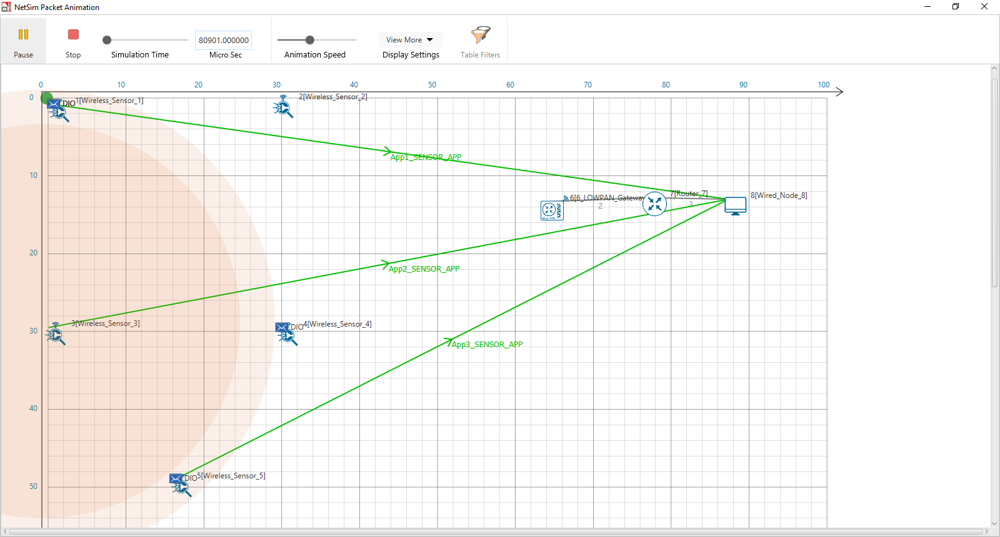 NetSim Packet Animation
80901.000000
View More
Pause
Stop
Simulation Time
Micro Sec
Animation Speed
Display Settings
Table Filters
0 10 20 30 40 50 60 70 80 90 100
0
DIO
1[Wireless_Sensor_1]
2[Wireless_Sensor_2]
App1_SENSOR_APP
10
6[6_LOWPAN_Gateway
7[Router_7]
8[Wired_Node_8]
2
3
20
App2_SENSOR_APP
30
3[Wireless_Sensor_3]
DIO
4[Wireless_Sensor_4]
App3_SENSOR_APP
40
50
DIO
5[Wireless_Sensor_5]